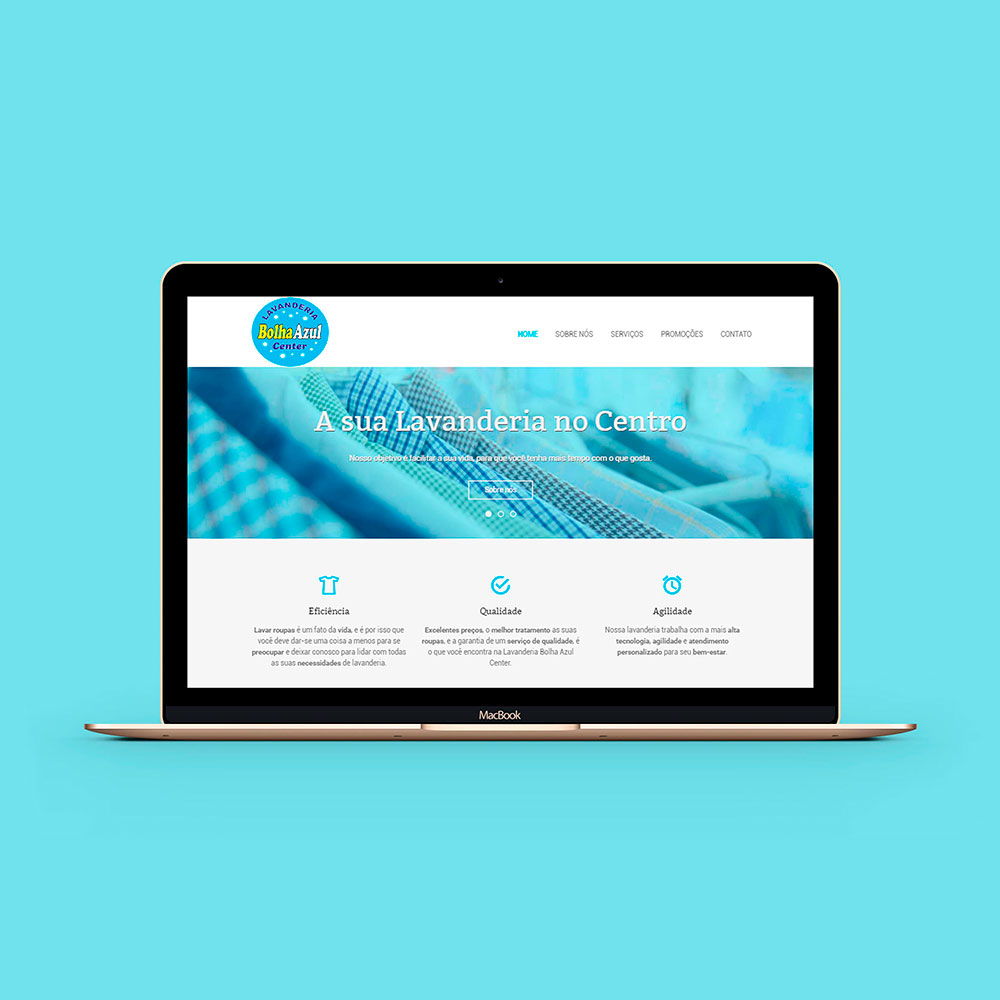 LAVANDERIA
Bolha Azul
Center
HOME SOBRE NÓS SERVIÇOS PROMOÇÕES CONTATO
A sua Lavanderia no Centro
Nosso objetivo é facilitar a sua vida, para que você tenha mais tempo com o que gosta.
Sobre nós
Eficiência
Lavar roupas é um fato da vida, e é por isso que
você deve dar-se uma coisa a menos para se
preocupar e deixar conosco para lidar com todas
as suas necesidades de lavanderia.
Qualidade
Excelentes preços, o melhor tratamento as suas
roupas, e a garantia de um serviço de qualidade, é
o que você encontra na Lavanderia Bolha Azul
Center.
Agilidade
Nossa lavanderia trabalha com a mais alta
tecnologia, agilidade e atendimento
personalizado para seu bem-estar.
MacBook